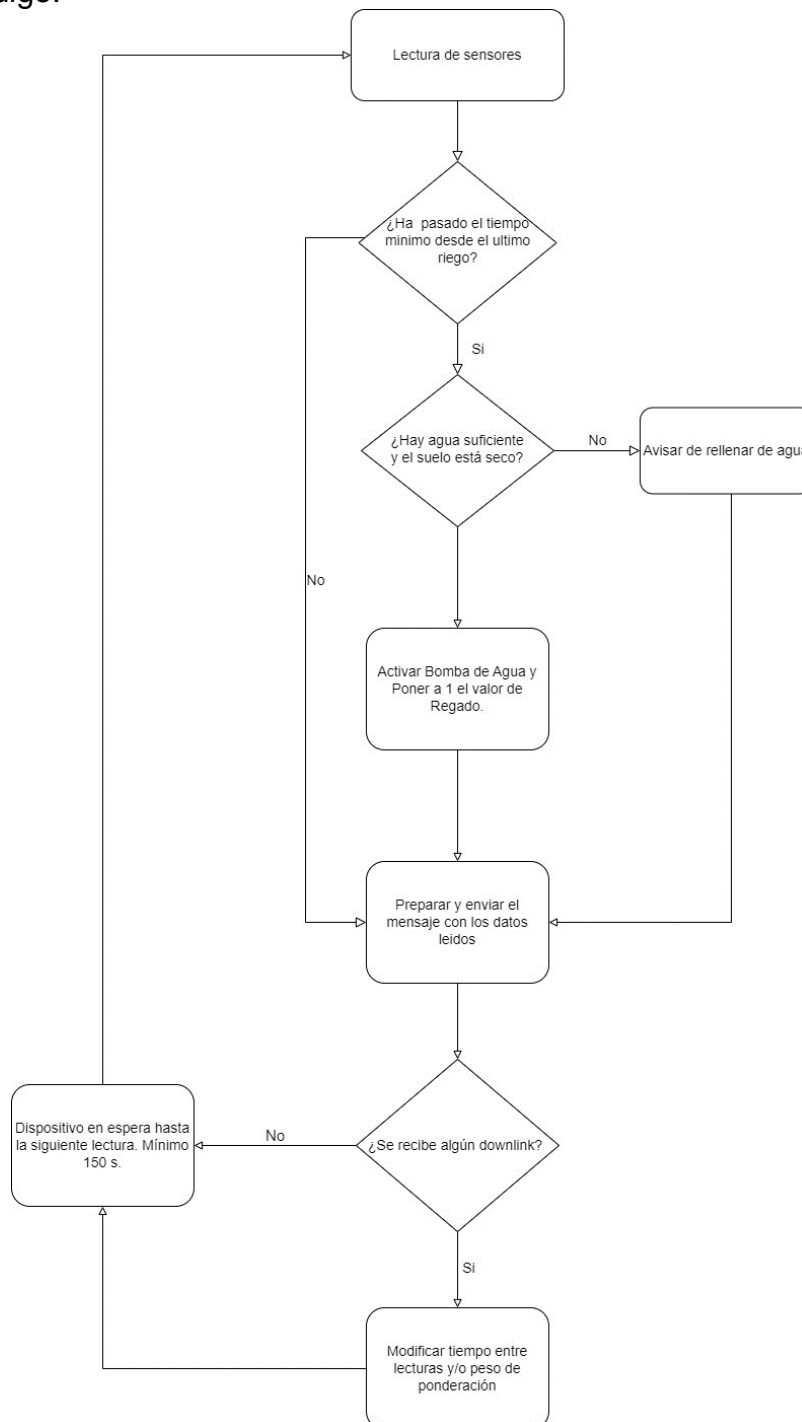 Lectura de sensores
¿Ha pasado el tiempo
minimo desde el ultimo
riego?
Si
¿Hay agua suficiente
y el suelo está seco?
No
Avisar de rellenar de agua
No
Activar Bomba de Agua y
Poner a 1 el valor de
Regado.
Preparar y enviar el
mensaje con los datos
leidos
¿Se recibe algún downlink?
No
Dispositivo en espera hasta
la siguiente lectura. Mínimo
150 s.
Si
Modificar tiempo entre
lecturas y/o peso de
ponderación